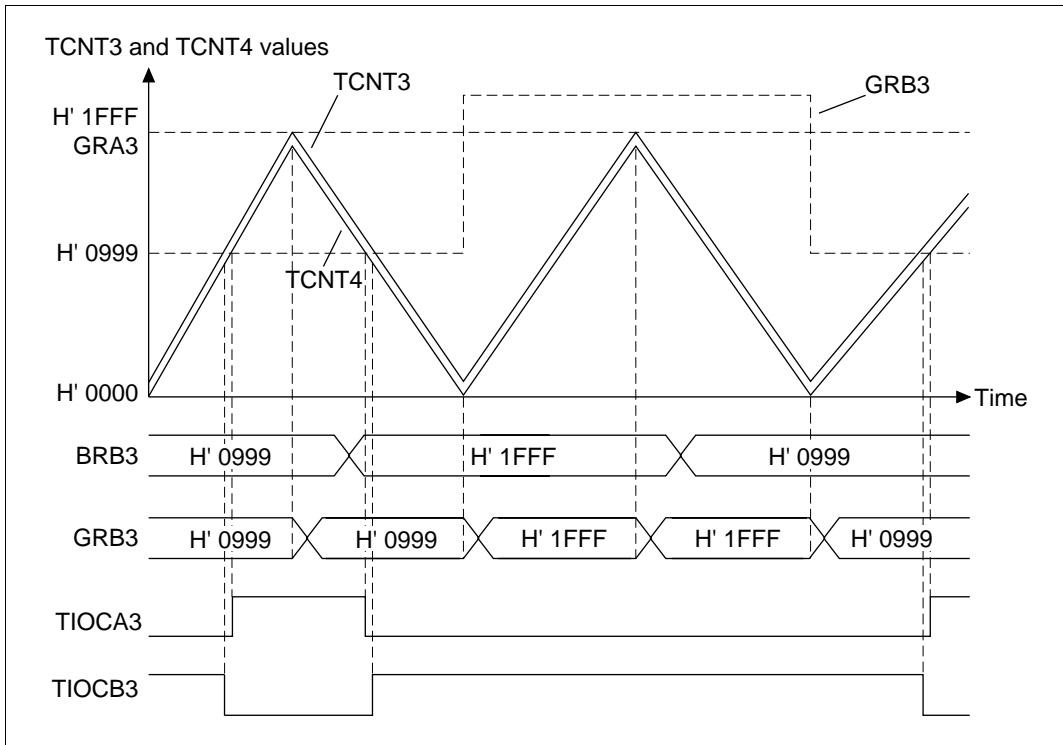 TCNT3 and TCNT4 values
TCNT3
GRB3
H' 1FFF
GRA3
H' 0999
TCNT4
H' 0000
Time
BRB3
H' 0999
H' 1FFF
H' 0999
GRB3
H' 0999
H' 0999
H' 1FFF
H' 1FFF
H' 0999
TIOCA3
TIOCB3